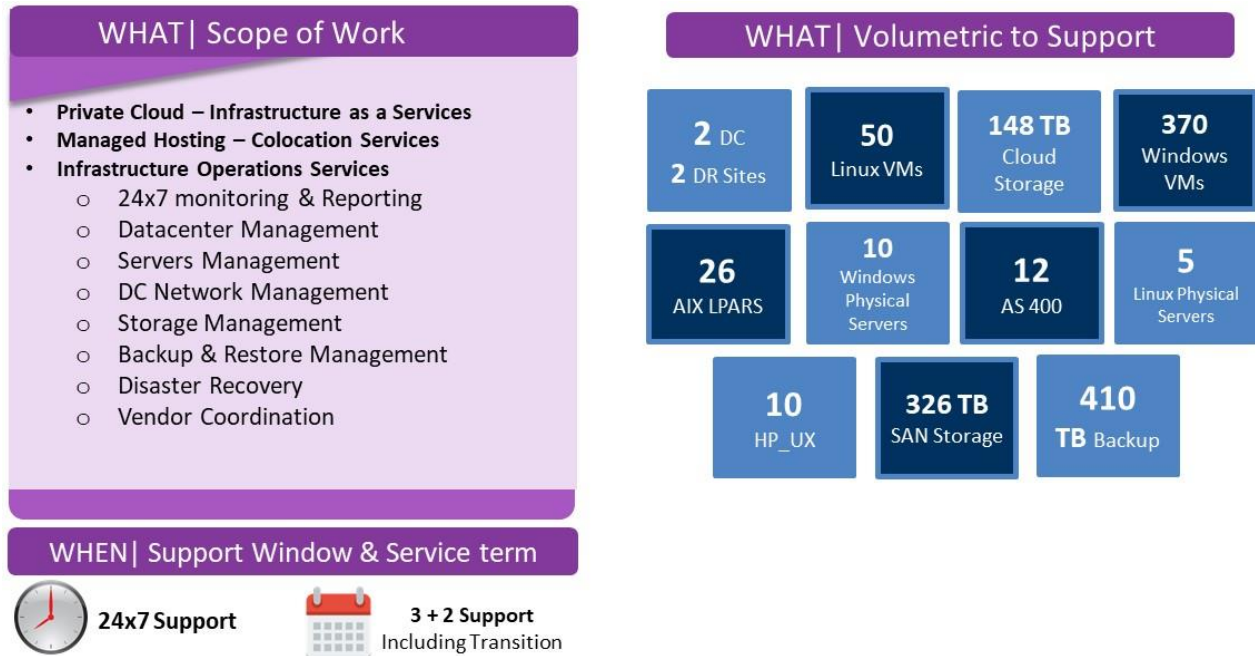 WHAT| Scope of Work
• Private Cloud – Infrastructure as a Services
• Managed Hosting – Colocation Services
• Infrastructure Operations Services
o 24x7 monitoring & Reporting
o Datacenter Management
o Servers Management
o DC Network Management
o Storage Management
o Backup & Restore Management
o Disaster Recovery
o Vendor Coordination
WHEN| Support Window & Service term
24x7 Support
3 + 2 Support
Including Transition
WHAT| Volumetric to Support
2 DC
2 DR Sites
50
Linux VMs
148 TB
Cloud
Storage
370
Windows
VMs
26
AIX LPARS
10
Windows
Physical
Servers
12
AS 400
5
Linux Physical
Servers
10
HP_UX
326 TB
SAN Storage
410
TB Backup